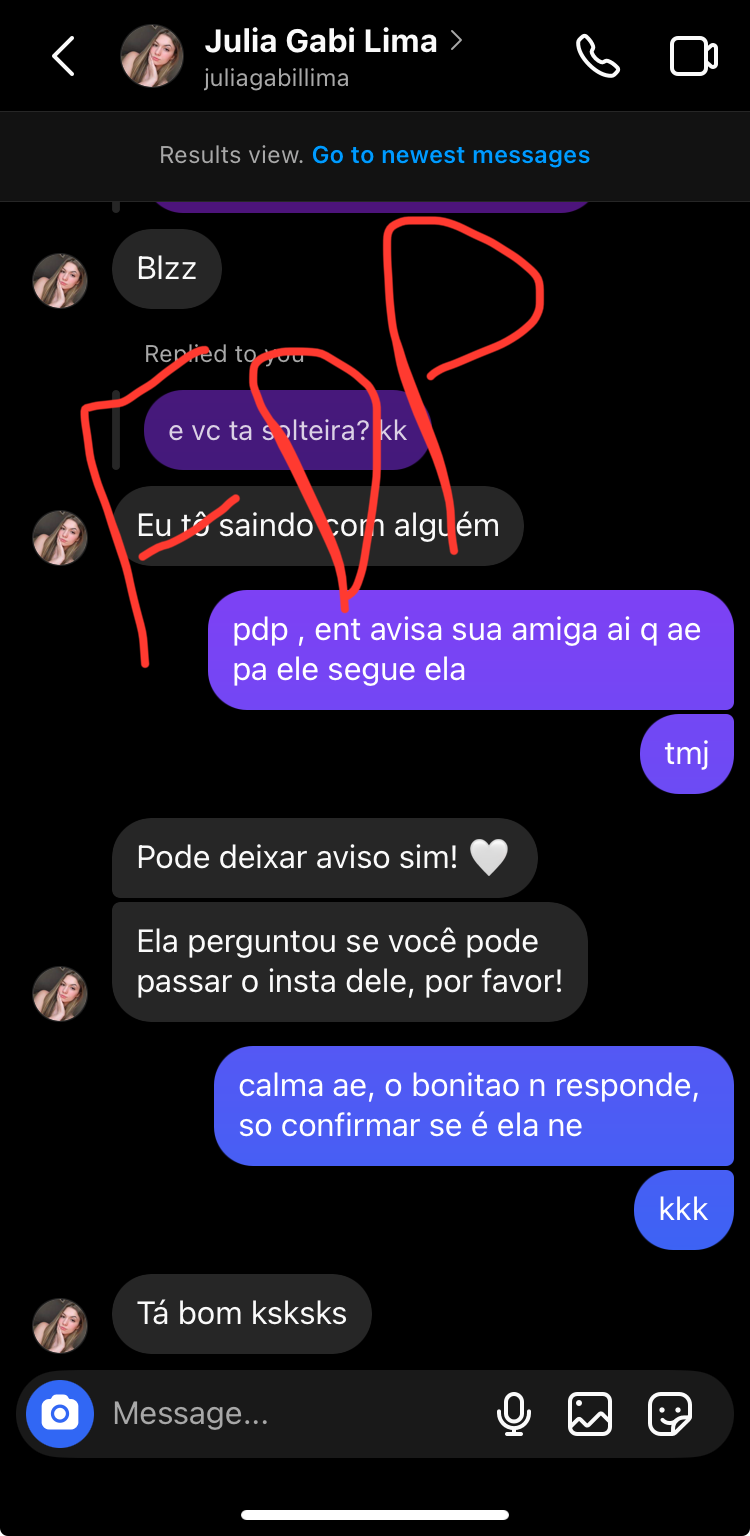 Julia Gabi Lima
juliagabillima
Results view. Go to newest messages
Blzz
Replied to you
e vc ta solteira? kk
Eu tô saindo com alguém
pdp , ent avisa sua amiga ai q ae
pa ele segue ela
tmj
Pode deixar aviso sim! 🤍
Ela perguntou se você pode
passar o insta dele, por favor!
calma ae, o bonitao n responde,
so confirmar se é ela ne
kkk
Tá bom ksksks
Message...